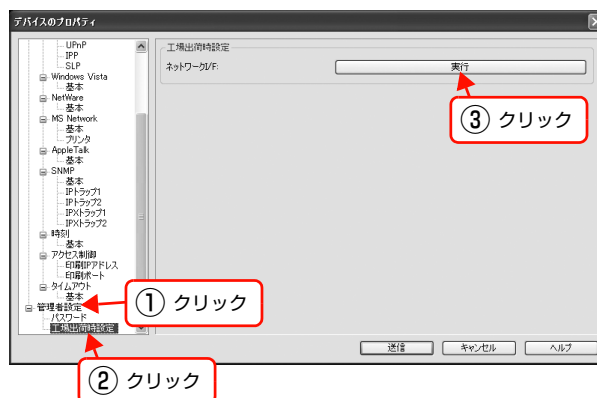 デバイスのプロパティ
UPnP
IPP
SLP
Windows Vista
基本
NetWare
基本
MS Network
基本
プリンタ
AppleTalk
基本
SNMP
基本
IPトラップ1
IPトラップ2
IPXトラップ1
IPXトラップ2
時刻
基本
アクセス制御
印刷IPアドレス
印刷ポート
タイムアウト
基本
管理者設定
パスワード
工場出荷時設定
工場出荷時設定
ネットワークI/F:
実行
③ クリック
① クリック
② クリック
送信
キャンセル
ヘルプ